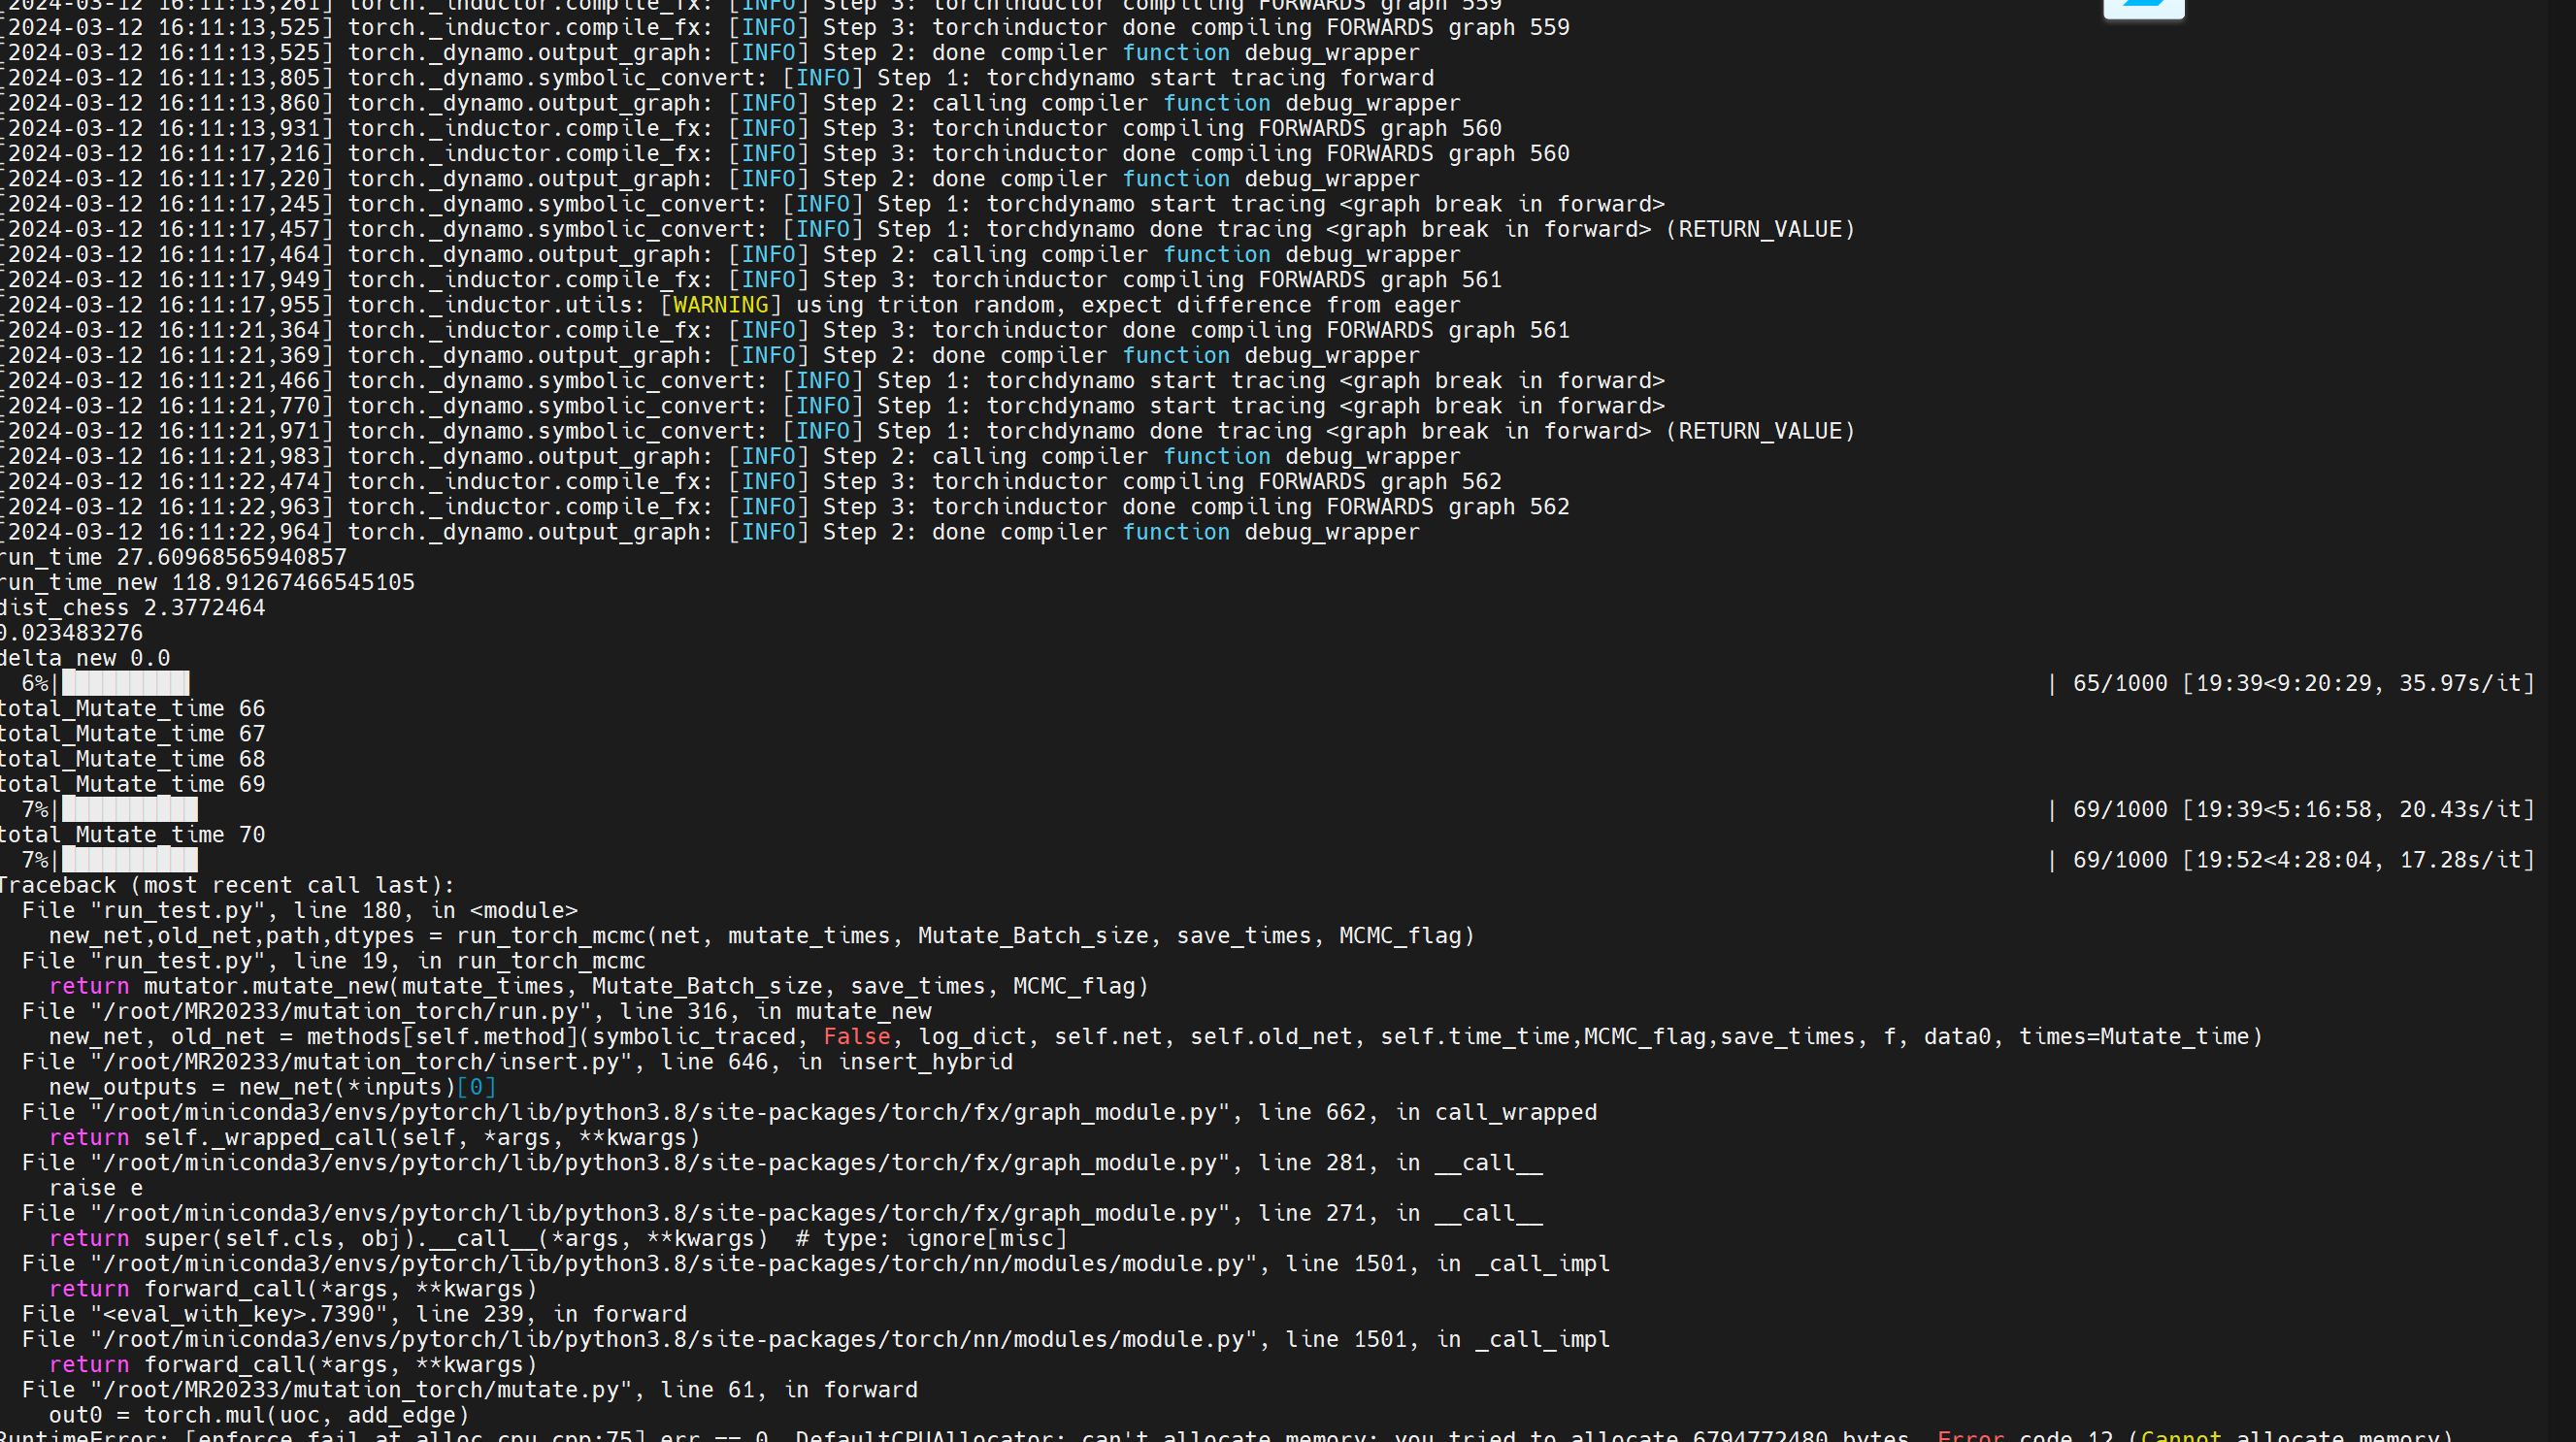 [2024-03-12 16:11:13,261] torch._inductor.compile_fx: [INFO] Step 3: torchinductor compiling FORWARDS graph 559
[2024-03-12 16:11:13,525] torch._inductor.compile_fx: [INFO] Step 3: torchinductor done compiling FORWARDS graph 559
[2024-03-12 16:11:13,525] torch._dynamo.output_graph: [INFO] Step 2: done compiler function debug_wrapper
[2024-03-12 16:11:13,805] torch._dynamo.symbolic_convert: [INFO] Step 1: torchdynamo start tracing forward
[2024-03-12 16:11:13,860] torch._dynamo.output_graph: [INFO] Step 2: calling compiler function debug_wrapper
[2024-03-12 16:11:13,931] torch._inductor.compile_fx: [INFO] Step 3: torchinductor compiling FORWARDS graph 560
[2024-03-12 16:11:17,216] torch._inductor.compile_fx: [INFO] Step 3: torchinductor done compiling FORWARDS graph 560
[2024-03-12 16:11:17,220] torch._dynamo.output_graph: [INFO] Step 2: done compiler function debug_wrapper
[2024-03-12 16:11:17,245] torch._dynamo.symbolic_convert: [INFO] Step 1: torchdynamo start tracing <graph break in forward>
[2024-03-12 16:11:17,457] torch._dynamo.symbolic_convert: [INFO] Step 1: torchdynamo done tracing <graph break in forward> (RETURN_VALUE)
[2024-03-12 16:11:17,464] torch._dynamo.output_graph: [INFO] Step 2: calling compiler function debug_wrapper
[2024-03-12 16:11:17,949] torch._inductor.compile_fx: [INFO] Step 3: torchinductor compiling FORWARDS graph 561
[2024-03-12 16:11:17,955] torch._inductor.utils: [WARNING] using triton random, expect difference from eager
[2024-03-12 16:11:21,364] torch._inductor.compile_fx: [INFO] Step 3: torchinductor done compiling FORWARDS graph 561
[2024-03-12 16:11:21,369] torch._dynamo.output_graph: [INFO] Step 2: done compiler function debug_wrapper
[2024-03-12 16:11:21,466] torch._dynamo.symbolic_convert: [INFO] Step 1: torchdynamo start tracing <graph break in forward>
[2024-03-12 16:11:21,770] torch._dynamo.symbolic_convert: [INFO] Step 1: torchdynamo start tracing <graph break in forward>
[2024-03-12 16:11:21,971] torch._dynamo.symbolic_convert: [INFO] Step 1: torchdynamo done tracing <graph break in forward> (RETURN_VALUE)
[2024-03-12 16:11:21,983] torch._dynamo.output_graph: [INFO] Step 2: calling compiler function debug_wrapper
[2024-03-12 16:11:22,474] torch._inductor.compile_fx: [INFO] Step 3: torchinductor compiling FORWARDS graph 562
[2024-03-12 16:11:22,963] torch._inductor.compile_fx: [INFO] Step 3: torchinductor done compiling FORWARDS graph 562
[2024-03-12 16:11:22,964] torch._dynamo.output_graph: [INFO] Step 2: done compiler function debug_wrapper
run_time 27.60968565940857
run_time_new 118.91267466545105
dist_chess 2.3772464
0.023483276
delta_new 0.0
6%| | 65/1000 [19:39<9:20:29, 35.97s/it]
total_Mutate_time 66
total_Mutate_time 67
total_Mutate_time 68
total_Mutate_time 69
7%| | 69/1000 [19:39<5:16:58, 20.43s/it]
total_Mutate_time 70
7%| | 69/1000 [19:52<4:28:04, 17.28s/it]
Traceback (most recent call last):
File "run_test.py", line 180, in <module>
new_net,old_net,path,dtypes = run_torch_mcmc(net, mutate_times, Mutate_Batch_size, save_times, MCMC_flag)
File "run_test.py", line 19, in run_torch_mcmc
return mutator.mutate_new(mutate_times, Mutate_Batch_size, save_times, MCMC_flag)
File "/root/MR20233/mutation_torch/run.py", line 316, in mutate_new
new_net, old_net = methods[self.method](symbolic_traced, False, log_dict, self.net, self.old_net, self.time_time,MCMC_flag,save_times, f, data0, times=Mutate_time)
File "/root/MR20233/mutation_torch/insert.py", line 646, in insert_hybrid
new_outputs = new_net(*inputs)[0]
File "/root/miniconda3/envs/pytorch/lib/python3.8/site-packages/torch/fx/graph_module.py", line 662, in call_wrapped
return self._wrapped_call(self, *args, **kwargs)
File "/root/miniconda3/envs/pytorch/lib/python3.8/site-packages/torch/fx/graph_module.py", line 281, in __call__
raise e
File "/root/miniconda3/envs/pytorch/lib/python3.8/site-packages/torch/fx/graph_module.py", line 271, in __call__
return super(self.cls, obj).__call__(*args, **kwargs)  # type: ignore[misc]
File "/root/miniconda3/envs/pytorch/lib/python3.8/site-packages/torch/nn/modules/module.py", line 1501, in _call_impl
return forward_call(*args, **kwargs)
File "<eval_with_key>.7390", line 239, in forward
File "/root/miniconda3/envs/pytorch/lib/python3.8/site-packages/torch/nn/modules/module.py", line 1501, in _call_impl
return forward_call(*args, **kwargs)
File "/root/MR20233/mutation_torch/mutate.py", line 61, in forward
out0 = torch.mul(uoc, add_edge)
RuntimeError: [enforce fail at alloc_cpu.cpp:75] err == 0. DefaultCPUAllocator: can't allocate memory: you tried to allocate 6794772480 bytes. Error code 12 (Cannot allocate memory)